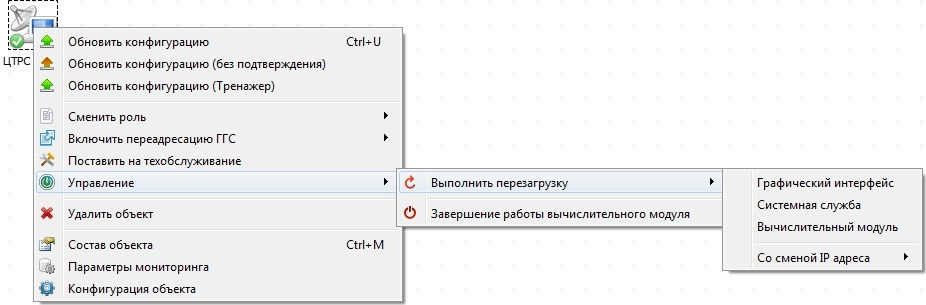 ЦТРС
Обновить конфигурацию Ctrl+U
Обновить конфигурацию (без подтверждения)
Обновить конфигурацию (Тренажер)
Сменить роль
Включить переадресацию ГГС
Поставить на техобслуживание
Управление
Удалить объект
Состав объекта Ctrl+M
Параметры мониторинга
Конфигурация объекта
Выполнить перезагрузку
Завершение работы вычислительного модуля
Графический интерфейс
Системная служба
Вычислительный модуль
Со сменой IP адреса